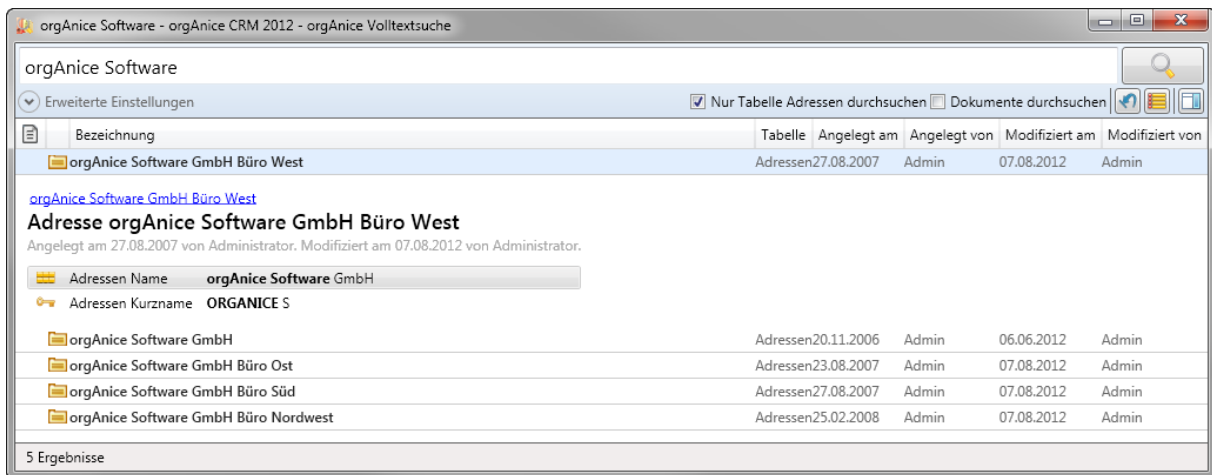 orgAnice Software - orgAnice CRM 2012 - orgAnice Volltextsuche
orgAnice Software
Erweiterte Einstellungen Nur Tabelle Adressen durchsuchen Dokumente durchsuchen
Bezeichnung Tabelle Angelegt am Angelegt von Modifiziert am Modifiziert von
orgAnice Software GmbH Büro West Adressen 27.08.2007 Admin 07.08.2012 Admin
orgAnice Software GmbH Büro West
Adresse orgAnice Software GmbH Büro West
Angelegt am 27.08.2007 von Administrator. Modifiziert am 07.08.2012 von Administrator.
Adressen Name orgAnice Software GmbH
Adressen Kurzname ORGANICE S
orgAnice Software GmbH Adressen 20.11.2006 Admin 06.06.2012 Admin
orgAnice Software GmbH Büro Ost Adressen 23.08.2007 Admin 07.08.2012 Admin
orgAnice Software GmbH Büro Süd Adressen 27.08.2007 Admin 07.08.2012 Admin
orgAnice Software GmbH Büro Nordwest Adressen 25.02.2008 Admin 07.08.2012 Admin
5 Ergebnisse